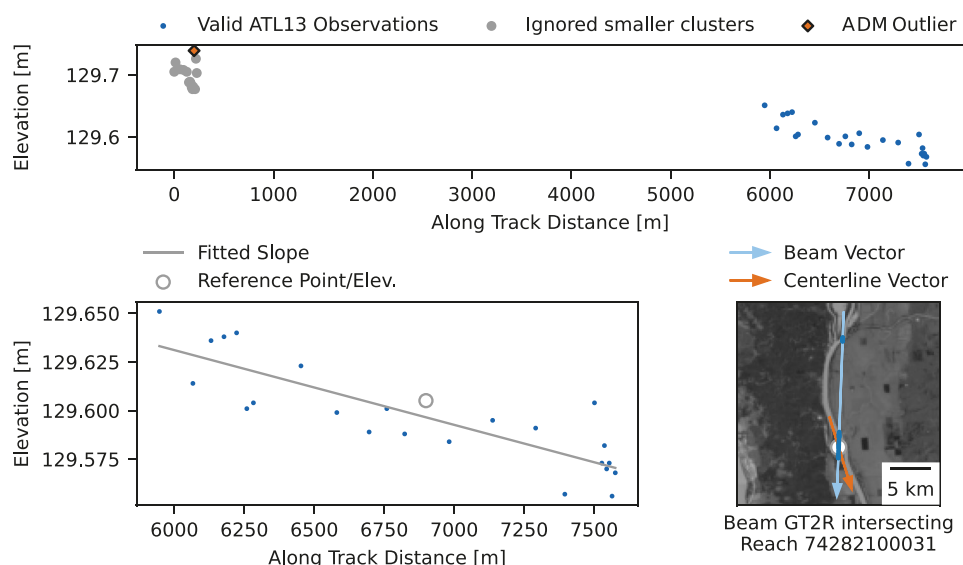 Valid ATL13 Observations Ignored smaller clusters ADM Outlier
Elevation [m]
129.7
129.6
0 1000 2000 3000 4000 5000 6000 7000
Along Track Distance [m]
Fitted Slope
Reference Point/Elev.
Beam Vector
Centerline Vector
Elevation [m]
129.650
129.625
129.600
129.575
6000 6250 6500 6750 7000 7250 7500
Along Track Distance [m]
5 km
Beam GT2R intersecting
Reach 74282100031